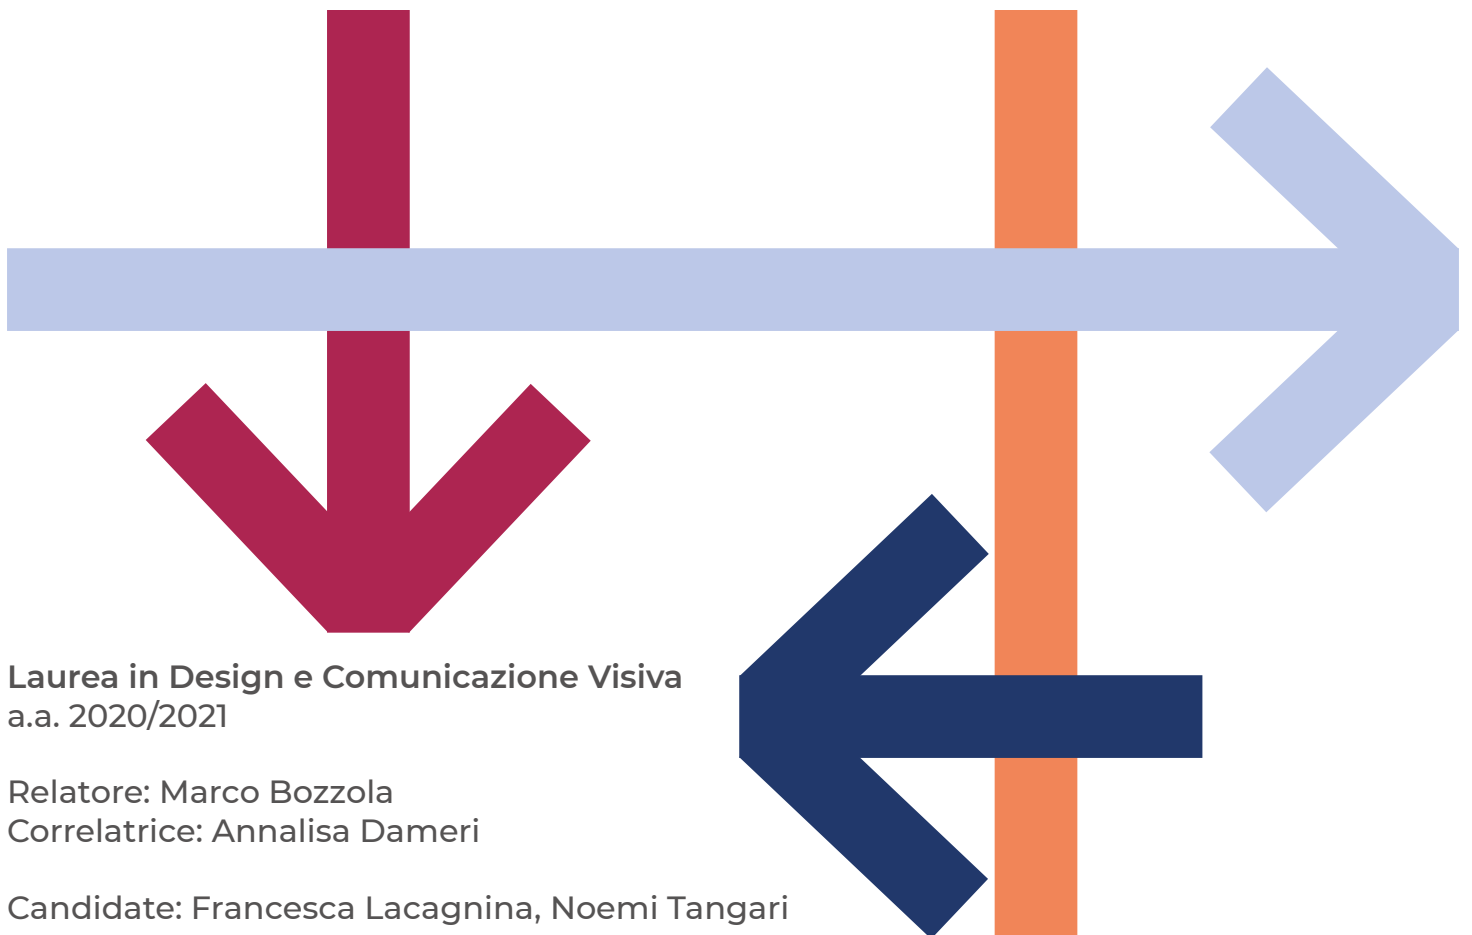 Laurea in Design e Comunicazione Visiva
a.a. 2020/2021
Relatore: Marco Bozzola
Correlatrice: Annalisa Dameri
Candidate: Francesca Lacagnina, Noemi Tangari